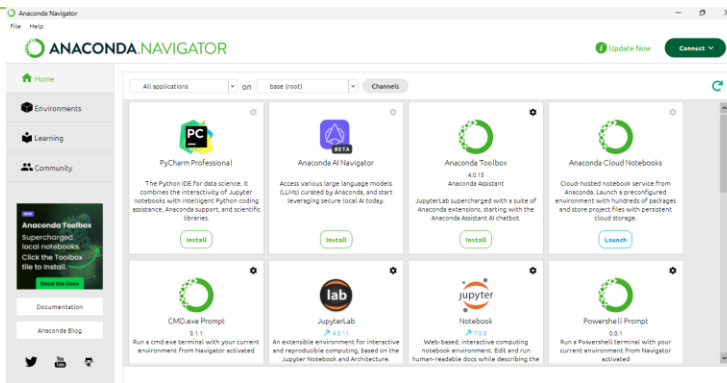 Anaconda Navigator
File Help
ANACONDA.NAVIGATOR
Update Now
Connect
Home
Environments
Learning
Community
All applications
on
base (root)
Channels
PC
PyCharm Professional
The Python IDE for data science. It
combines the interactivity of Jupyter
notebooks with intelligent Python coding
assistance, Anaconda support, and scientific
libraries.
Install
BETA
Anaconda AI Navigator
Access various large language models
(LLMs) curated by Anaconda, and start
leveraging secure local AI today.
Install
Anaconda Toolbox
4.0.15
Anaconda Assistant
JupyterLab supercharged with a suite of
Anaconda extensions, starting with the
Anaconda Assistant AI chatbot.
Install
Anaconda Cloud Notebooks
Cloud-hosted notebook service from
Anaconda. Launch a preconfigured
environment with hundreds of packages
and store project files with persistent
cloud storage.
Launch
CMD.exe Prompt
0.1.1
Run a cmd.exe terminal with your current
environment from Navigator activated
lab
JupyterLab
4.0.11
An extensible environment for interactive
and reproducible computing, based on the
Jupyter Notebook and Architecture.
jupyter
Notebook
7.0.8
Web-based, interactive computing
notebook environment. Edit and run
human-readable docs while describing the
Powershell Prompt
0.0.1
Run a Powershell terminal with your
current environment from Navigator
activated
NEW
Anaconda Toolbox
Supercharged
local notebooks.
Click the Toolbox
tile to install.
Read the Docs
Documentation
Anaconda Blog
You
Tube